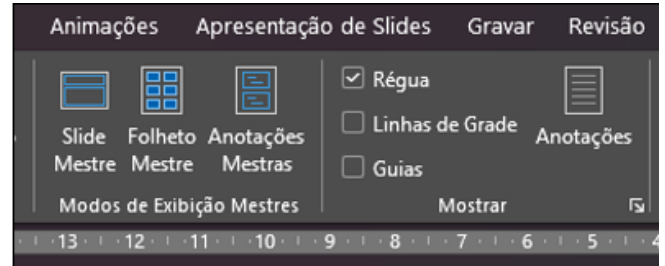 Animações Apresentação de Slides Gravar Revisão
Slide Mestre
Folheto Mestre
Anotações Mestras
Régua
Linhas de Grade
Guias
Anotações
Modos de Exibição Mestres
Mostrar
13 12 11 10 9 8 7 6 5 4